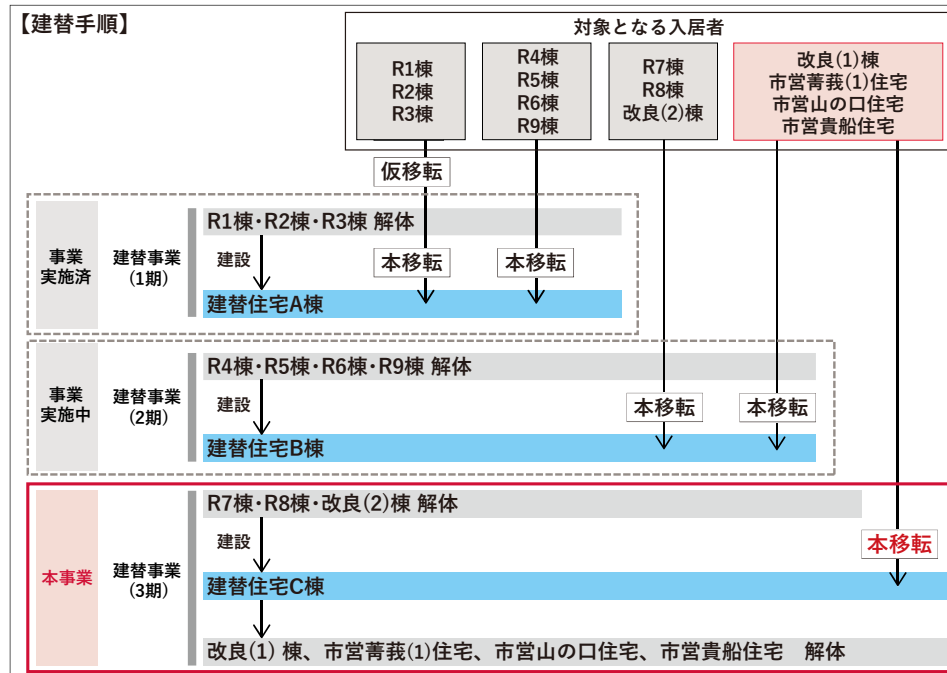 【建替手順】
対象となる入居者
R1棟
R2棟
R3棟
R4棟
R5棟
R6棟
R9棟
R7棟
R8棟
改良(2)棟
改良(1)棟
市営菁莪(1)住宅
市営山の口住宅
市営貴船住宅
仮移転
事業
実施済
建替事業
(1期)
R1棟・R2棟・R3棟 解体
建設
本移転
本移転
建替住宅A棟
事業
実施中
建替事業
(2期)
R4棟・R5棟・R6棟・R9棟 解体
建設
本移転
本移転
建替住宅B棟
本事業
建替事業
(3期)
R7棟・R8棟・改良(2)棟 解体
建設
本移転
建替住宅C棟
改良(1) 棟、市営菁莪(1)住宅、市営山の口住宅、市営貴船住宅　解体